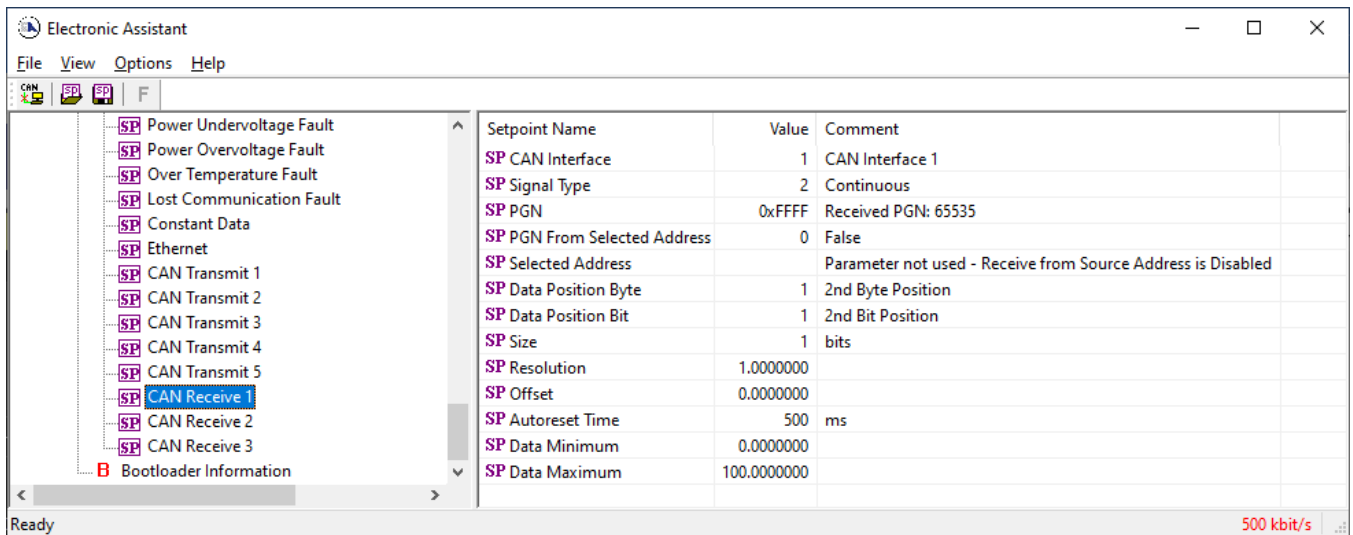 Electronic Assistant
File View Options Help
CAN SP SP F
SP Power Undervoltage Fault
SP Power Overvoltage Fault
SP Over Temperature Fault
SP Lost Communication Fault
SP Constant Data
SP Ethernet
SP CAN Transmit 1
SP CAN Transmit 2
SP CAN Transmit 3
SP CAN Transmit 4
SP CAN Transmit 5
SP CAN Receive 1
SP CAN Receive 2
SP CAN Receive 3
B Bootloader Information
Setpoint Name Value Comment
SP CAN Interface 1 CAN Interface 1
SP Signal Type 2 Continuous
SP PGN 0xFFFF Received PGN: 65535
SP PGN From Selected Address 0 False
SP Selected Address Parameter not used - Receive from Source Address is Disabled
SP Data Position Byte 1 2nd Byte Position
SP Data Position Bit 1 2nd Bit Position
SP Size 1 bits
SP Resolution 1.0000000
SP Offset 0.0000000
SP Autoreset Time 500 ms
SP Data Minimum 0.0000000
SP Data Maximum 100.0000000
Ready 500 kbit/s